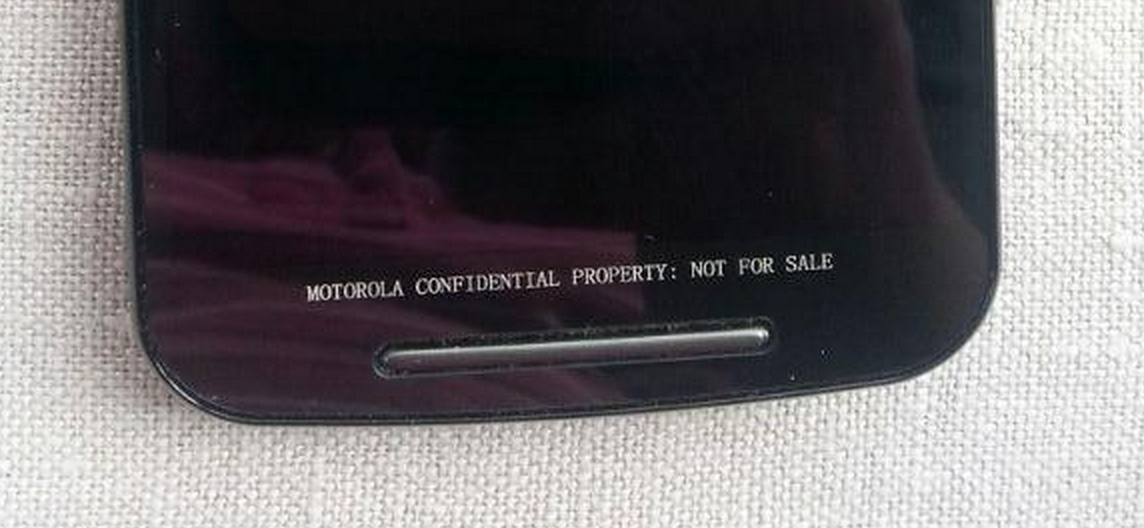 MOTOROLA CONFIDENTIAL PROPERTY: NOT FOR SALE